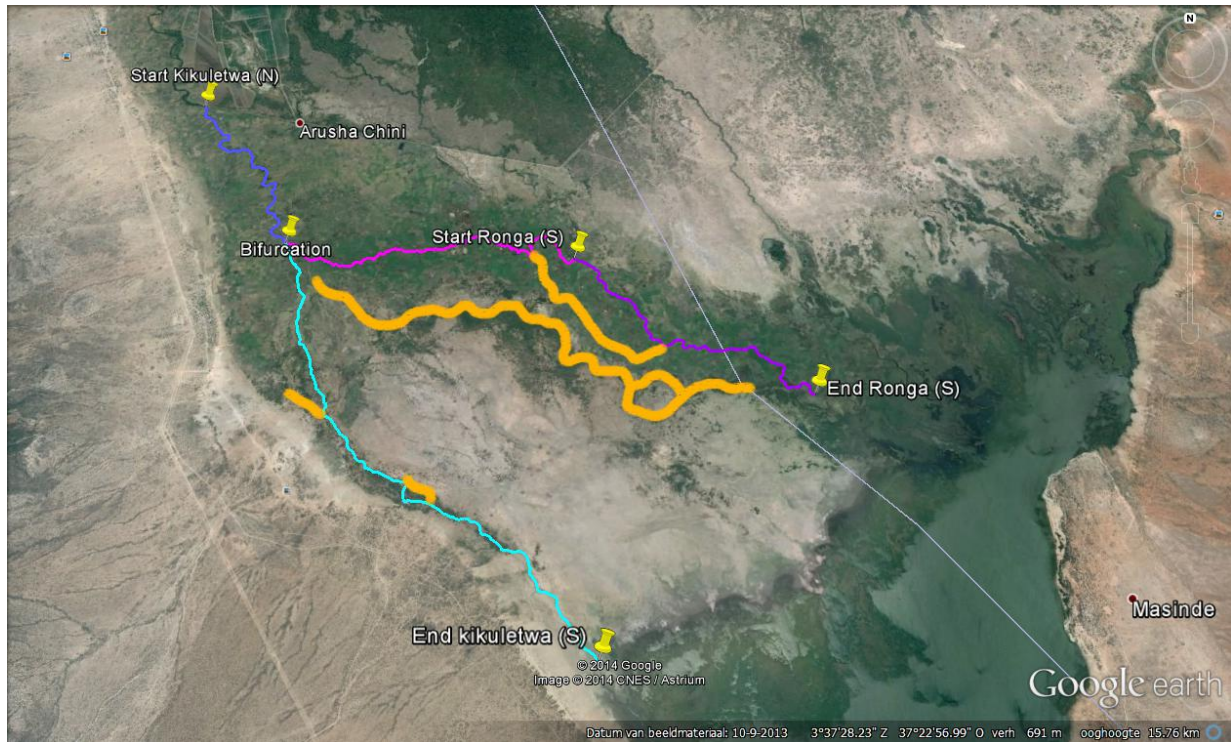 N
Start Kikuletwa (N)
Arusha Chini
Bifurcation
Start Ronga (S)
End Ronga (S)
End kikuletwa (S)
Masinde
© 2014 Google
Image © 2014 CNES / Astrium
Google earth
Datum van beeldmateriaal: 10-9-2013 3°37'28.23" Z 37°22'56.99" O verh 691 m ooghoogte 15.76 km